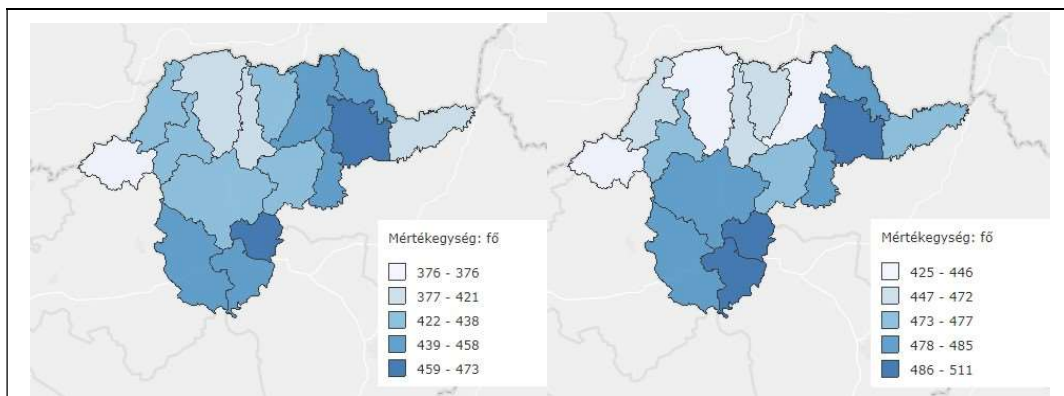 Mértékegység: fő
376 - 376
377 - 421
422 - 438
439 - 458
459 - 473
Mértékegység: fő
425 - 446
447 - 472
473 - 477
478 - 485
486 - 511